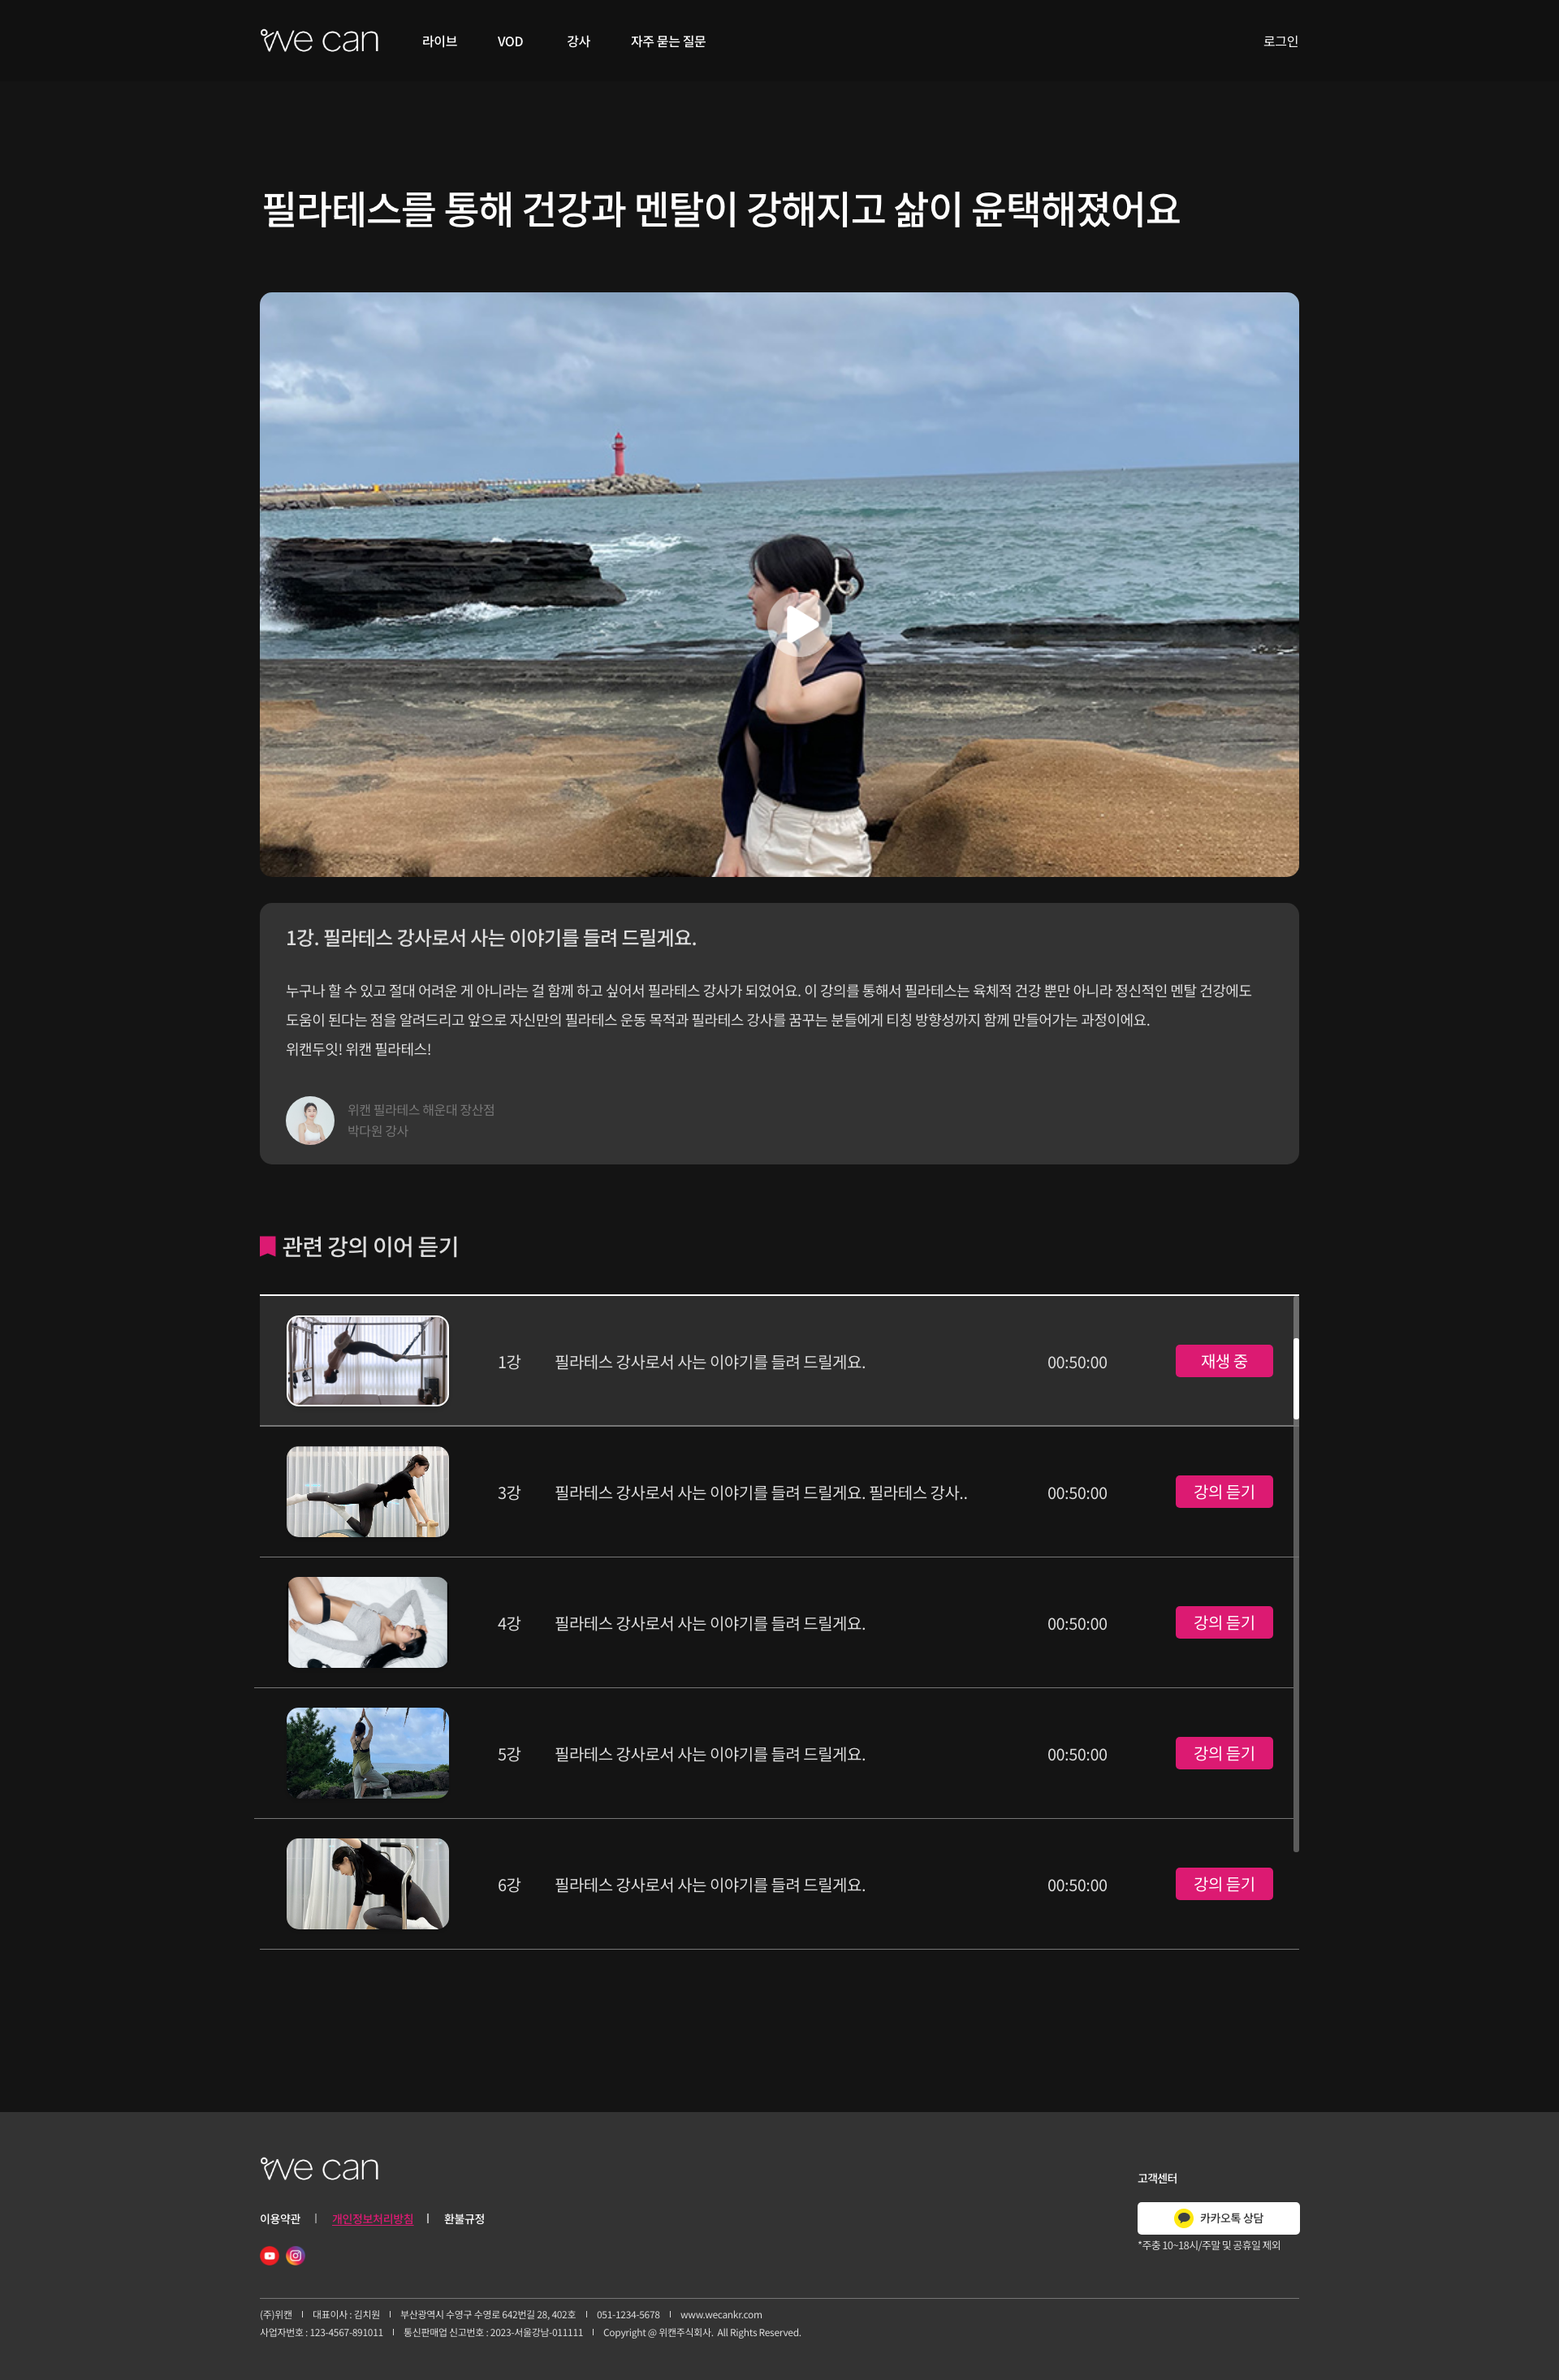 we can
라이브
VOD
강사
자주 묻는 질문
로그인
필라테스를 통해 건강과 멘탈이 강해지고 삶이 윤택해졌어요
1강. 필라테스 강사로서 사는 이야기를 들려 드릴게요.
누구나 할 수 있고 절대 어려운 게 아니라는 걸 함께 하고 싶어서 필라테스 강사가 되었어요. 이 강의를 통해서 필라테스는 육체적 건강 뿐만 아니라 정신적인 멘탈 건강에도
도움이 된다는 점을 알려드리고 앞으로 자신만의 필라테스 운동 목적과 필라테스 강사를 꿈꾸는 분들에게 티칭 방향성까지 함께 만들어가는 과정이에요.
위캔두잇! 위캔 필라테스!
위캔 필라테스 해운대 장산점
박다원 강사
관련 강의 이어 듣기
1강 필라테스 강사로서 사는 이야기를 들려 드릴게요. 00:50:00 재생 중
3강 필라테스 강사로서 사는 이야기를 들려 드릴게요. 필라테스 강사.. 00:50:00 강의 듣기
4강 필라테스 강사로서 사는 이야기를 들려 드릴게요. 00:50:00 강의 듣기
5강 필라테스 강사로서 사는 이야기를 들려 드릴게요. 00:50:00 강의 듣기
6강 필라테스 강사로서 사는 이야기를 들려 드릴게요. 00:50:00 강의 듣기
we can
이용약관 | 개인정보처리방침 | 환불규정
고객센터
카카오톡 상담
*주중 10~18시/주말 및 공휴일 제외
(주)위캔 | 대표이사 : 김치원 | 부산광역시 수영구 수영로 642번길 28, 402호 | 051-1234-5678 | www.wecankr.com
사업자번호 : 123-4567-891011 | 통신판매업 신고번호 : 2023-서울강남-011111 | Copyright @ 위캔주식회사. All Rights Reserved.